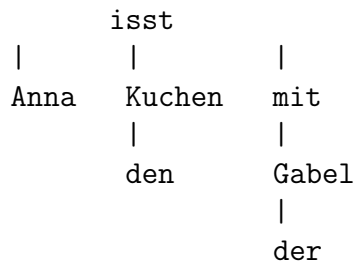 isst
| | |
Anna Kuchen mit
| |
den Gabel
|
der